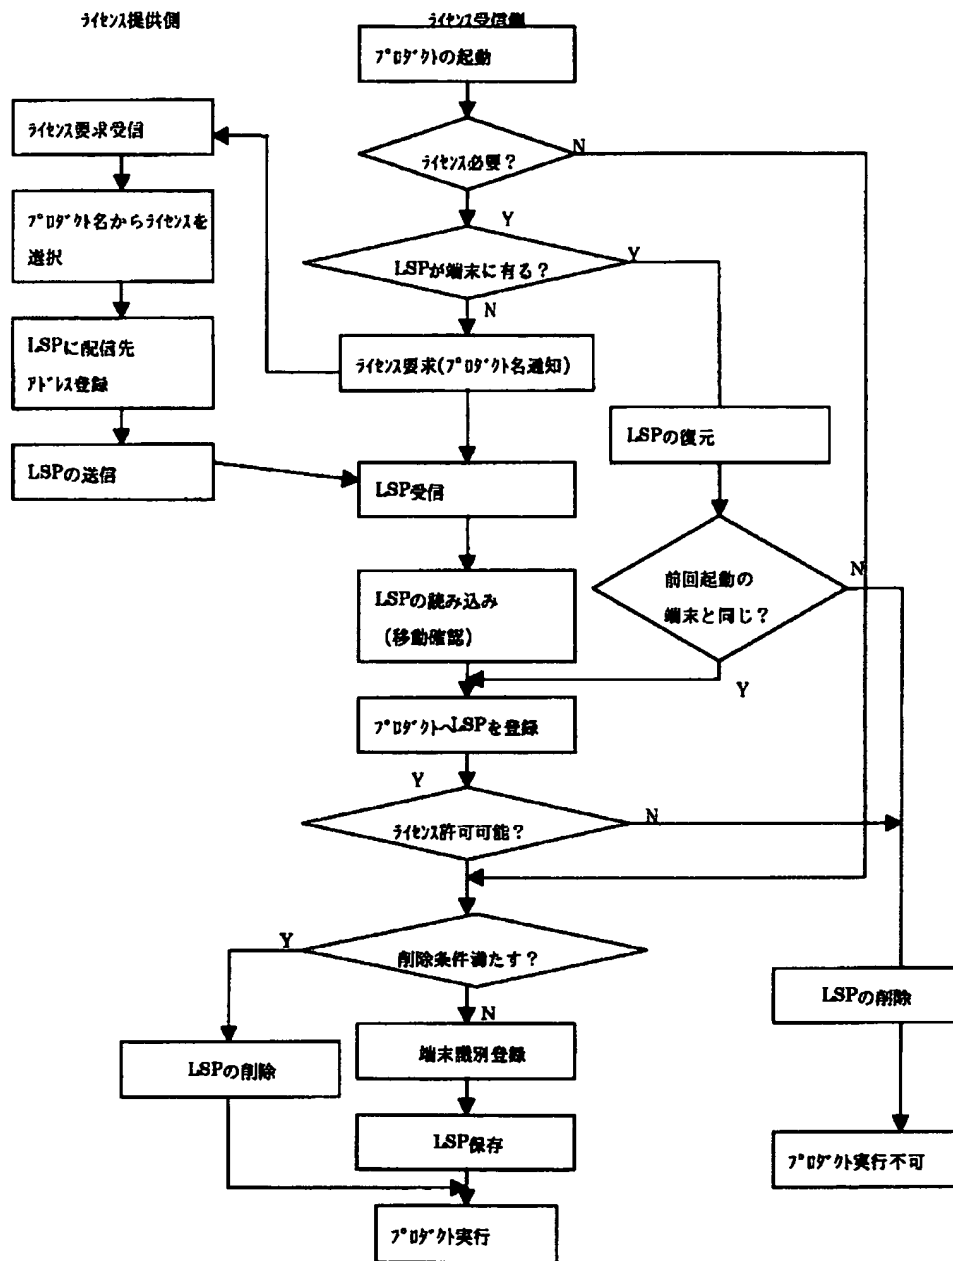 ﾗｲｾﾝｽ提供側
ﾗｲｾﾝｽ受信側
ﾌﾟﾛﾀﾞｸﾄの起動
ﾗｲｾﾝｽ要求受信
ﾗｲｾﾝｽ必要？
N
Y
ﾌﾟﾛﾀﾞｸﾄ名からﾗｲｾﾝｽを
選択
LSPが端末に有る？
Y
N
LSPに配信先
ｱﾄﾞﾚｽ登録
ﾗｲｾﾝｽ要求(ﾌﾟﾛﾀﾞｸﾄ名通知)
LSPの復元
LSPの送信
LSP受信
前回起動の
端末と同じ？
N
Y
LSPの読み込み
(移動確認)
ﾌﾟﾛﾀﾞｸﾄへLSPを登録
Y
ﾗｲｾﾝｽ許可可能？
N
Y
削除条件満たす？
N
LSPの削除
端末識別登録
LSPの削除
LSP保存
ﾌﾟﾛﾀﾞｸﾄ実行不可
ﾌﾟﾛﾀﾞｸﾄ実行